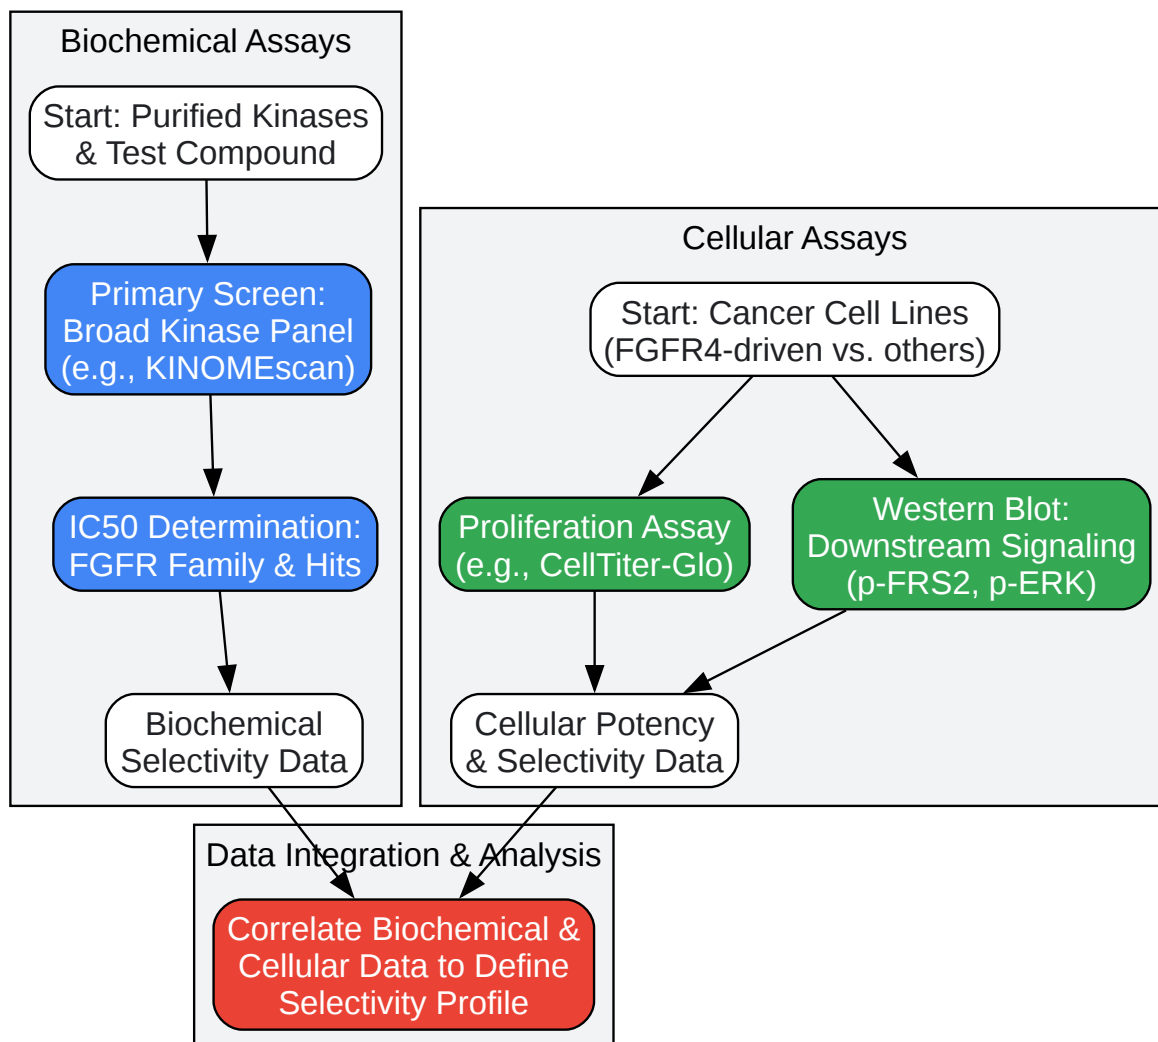 Biochemical Assays
Start: Purified Kinases
& Test Compound
Primary Screen:
Broad Kinase Panel
(e.g., KINOMEscan)
IC50 Determination:
FGFR Family & Hits
Biochemical
Selectivity Data
Cellular Assays
Start: Cancer Cell Lines
(FGFR4-driven vs. others)
Proliferation Assay
(e.g., CellTiter-Glo)
Western Blot:
Downstream Signaling
(p-FRS2, p-ERK)
Cellular Potency
& Selectivity Data
Data Integration & Analysis
Correlate Biochemical &
Cellular Data to Define
Selectivity Profile